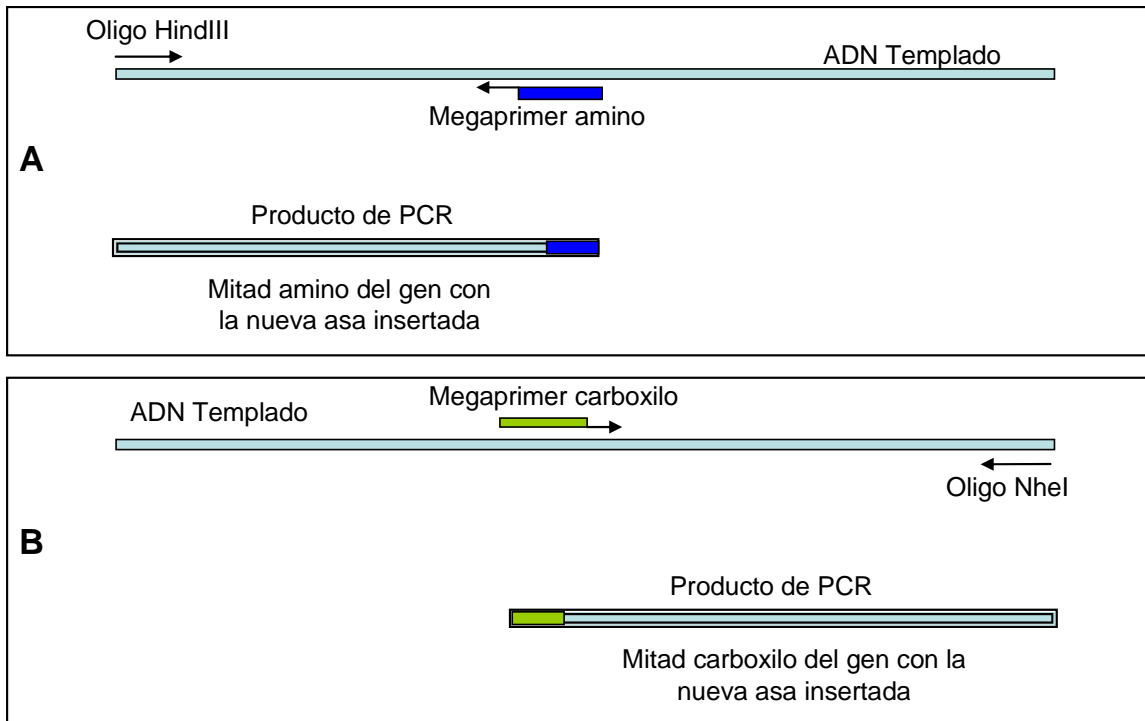 Oligo HindIII
ADN Templado
Megaprimer amino
A
Producto de PCR
Mitad amino del gen con
la nueva asa insertada
Megaprimer carboxilo
ADN Templado
Oligo NheI
B
Producto de PCR
Mitad carboxilo del gen con la
nueva asa insertada